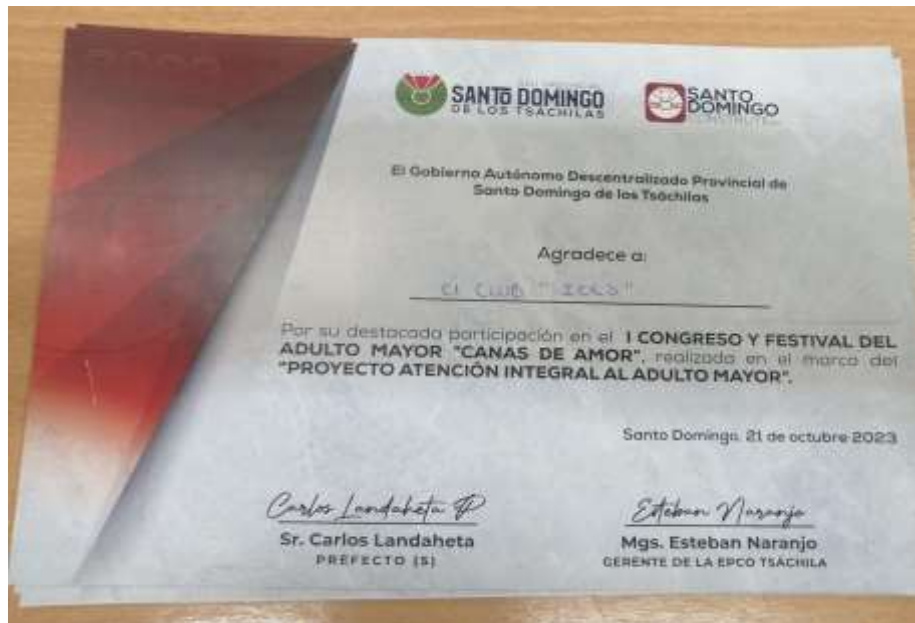 SANTO DOMINGO
DE LOS TSÁCHILAS
SANTO
DOMINGO
El Gobierno Autónomo Descentralizado Provincial de
Santo Domingo de los Tsáchilas
Agradece a:
El CLUB
Por su destacada participación en el I CONGRESO Y FESTIVAL DEL
ADULTO MAYOR "CANAS DE AMOR", realizado en el marco del
"PROYECTO ATENCIÓN INTEGRAL AL ADULTO MAYOR".
Santo Domingo, 21 de octubre 2023
Carlos Landaheta P
Esteban Naranjo
Sr. Carlos Landaheta
PREFECTO (S)
Mgs. Esteban Naranjo
GERENTE DE LA EPCO TSÁCHILA